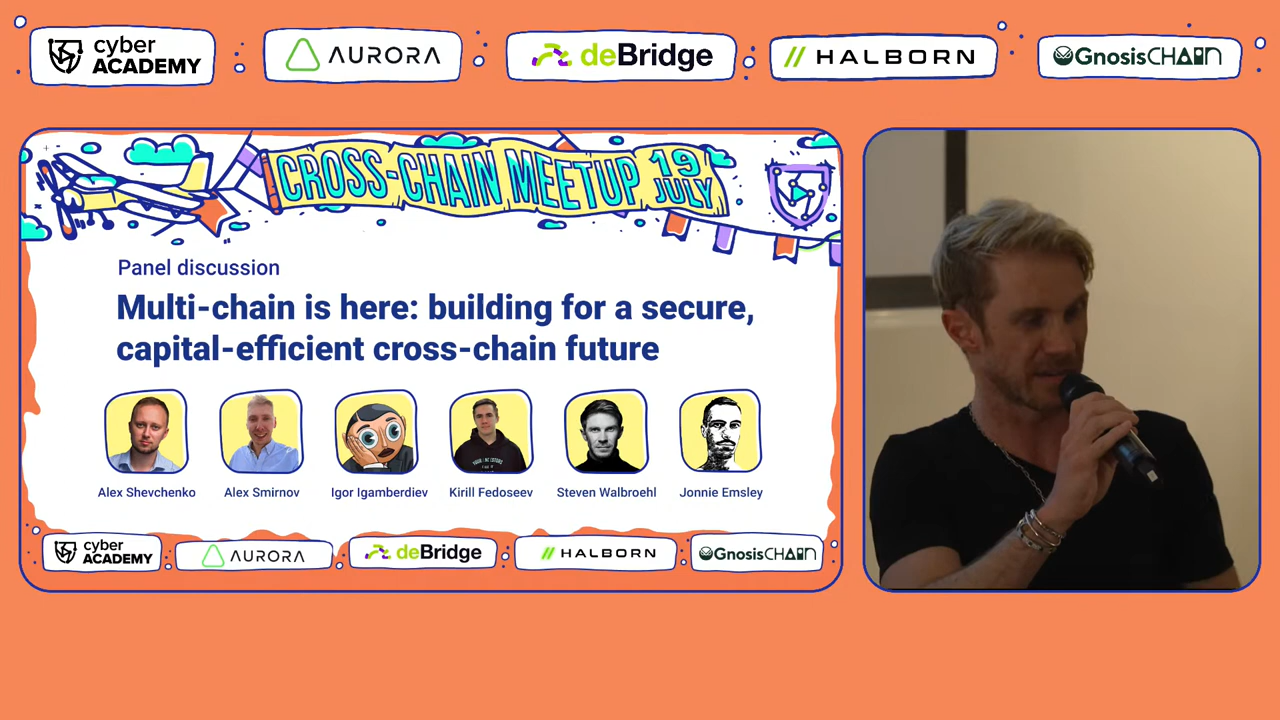 cyber
ACADEMY
AURORA
deBridge
HALBORN
GnosisCHAIN
CROSS-CHAIN MEETUP 19 JULY
Panel discussion
Multi-chain is here: building for a secure,
capital-efficient cross-chain future
Alex Shevchenko
Alex Smirnov
Igor Igamberdiev
Kirill Fedoseev
Steven Walbroehl
Jonnie Emsley
cyber
ACADEMY
AURORA
deBridge
HALBORN
GnosisCHAIN